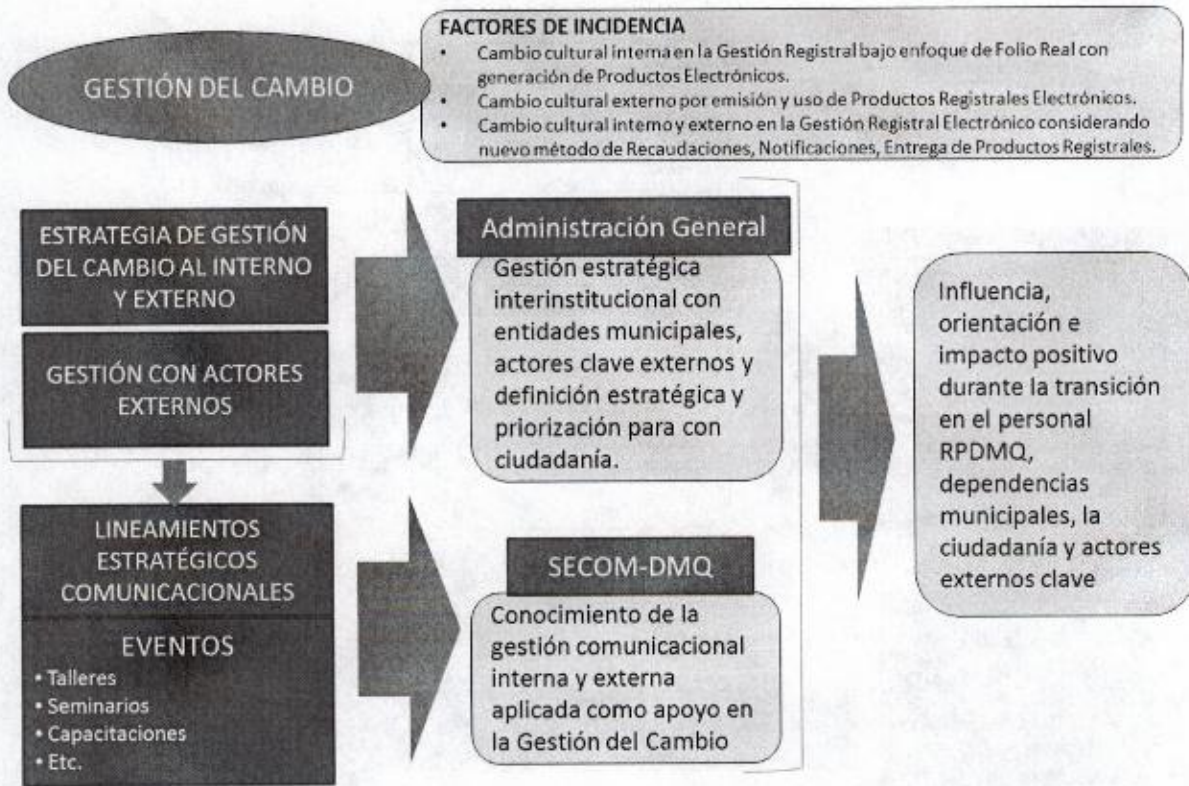 GESTIÓN DEL CAMBIO
FACTORES DE INCIDENCIA
• Cambio cultural interna en la Gestión Registral bajo enfoque de Folio Real con
generación de Productos Electrónicos.
• Cambio cultural externo por emisión y uso de Productos Registrales Electrónicos.
• Cambio cultural interno y externo en la Gestión Registral Electrónico considerando
nuevo método de Recaudaciones, Notificaciones, Entrega de Productos Registrales.
ESTRATEGIA DE GESTIÓN
DEL CAMBIO AL INTERNO
Y EXTERNO
GESTIÓN CON ACTORES
EXTERNOS
LINEAMIENTOS
ESTRATÉGICOS
COMUNICACIONALES
EVENTOS
• Talleres
• Seminarios
• Capacitaciones
• Etc.
Administración General
Gestión estratégica
interinstitucional con
entidades municipales,
actores clave externos y
definición estratégica y
priorización para con
ciudadanía.
SECOM-DMQ
Conocimiento de la
gestión comunicacional
interna y externa
aplicada como apoyo en
la Gestión del Cambio
Influencia,
orientación e
impacto positivo
durante la transición
en el personal
RPDMQ,
dependencias
municipales, la
ciudadanía y actores
externos clave